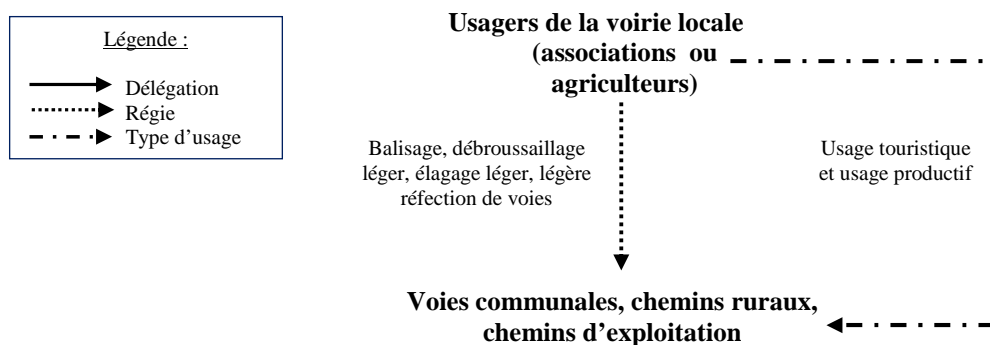 Légende :
Délégation
Régie
Type d'usage
Usagers de la voirie locale
(associations ou
agriculteurs)
Balisage, débroussaillage
léger, élagage léger, légère
réfection de voies
Usage touristique
et usage productif
Voies communales, chemins ruraux,
chemins d'exploitation